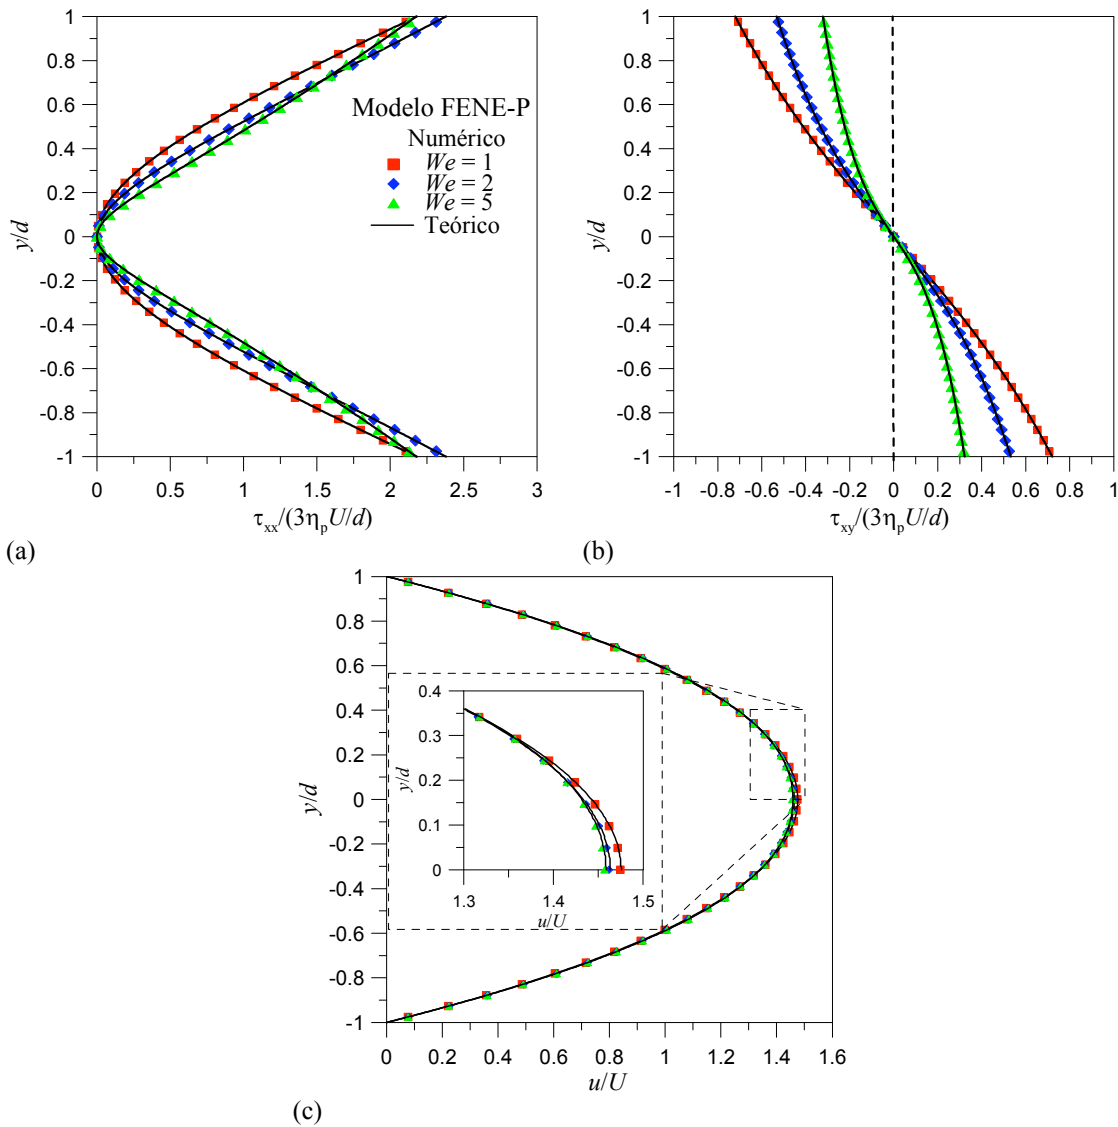 1
0.8
0.6
0.4
0.2
0
-0.2
-0.4
-0.6
-0.8
-1
y/d
0 0.5 1 1.5 2 2.5 3
τxx/(3ηpU/d)
Modelo FENE-P
Numérico
We = 1
We = 2
We = 5
Teórico
(a)
1
0.8
0.6
0.4
0.2
0
-0.2
-0.4
-0.6
-0.8
-1
y/d
-1 -0.8 -0.6 -0.4 -0.2 0 0.2 0.4 0.6 0.8 1
τxy/(3ηpU/d)
(b)
1
0.8
0.6
0.4
0.2
0
-0.2
-0.4
-0.6
-0.8
-1
y/d
0 0.2 0.4 0.6 0.8 1 1.2 1.4 1.6
u/U
0.4
0.3
0.2
0.1
0
y/d
1.3 1.4 1.5
u/U
(c)